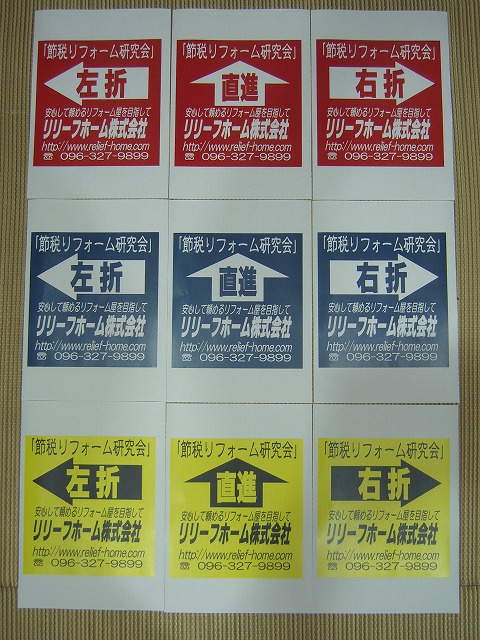 「節税リフォーム研究会」
左折
安心して頼めるリフォーム屋を目指して
リリーフホーム株式会社
http://www.relief-home.com
☏ 096-327-9899
「節税リフォーム研究会」
直進
安心して頼めるリフォーム屋を目指して
リリーフホーム株式会社
http://www.relief-home.com
☏ 096-327-9899
「節税リフォーム研究会」
右折
安心して頼めるリフォーム屋を目指して
リリーフホーム株式会社
http://www.relief-home.com
☏ 096-327-9899
「節税リフォーム研究会」
左折
安心して頼めるリフォーム屋を目指して
リリーフホーム株式会社
http://www.relief-home.com
☏ 096-327-9899
「節税リフォーム研究会」
直進
安心して頼めるリフォーム屋を目指して
リリーフホーム株式会社
http://www.relief-home.com
☏ 096-327-9899
「節税リフォーム研究会」
右折
安心して頼めるリフォーム屋を目指して
リリーフホーム株式会社
http://www.relief-home.com
☏ 096-327-9899
「節税リフォーム研究会」
左折
安心して頼めるリフォーム屋を目指して
リリーフホーム株式会社
http://www.relief-home.com
☏ 096-327-9899
「節税リフォーム研究会」
直進
安心して頼めるリフォーム屋を目指して
リリーフホーム株式会社
http://www.relief-home.com
☏ 096-327-9899
「節税リフォーム研究会」
右折
安心して頼めるリフォーム屋を目指して
リリーフホーム株式会社
http://www.relief-home.com
☏ 096-327-9899